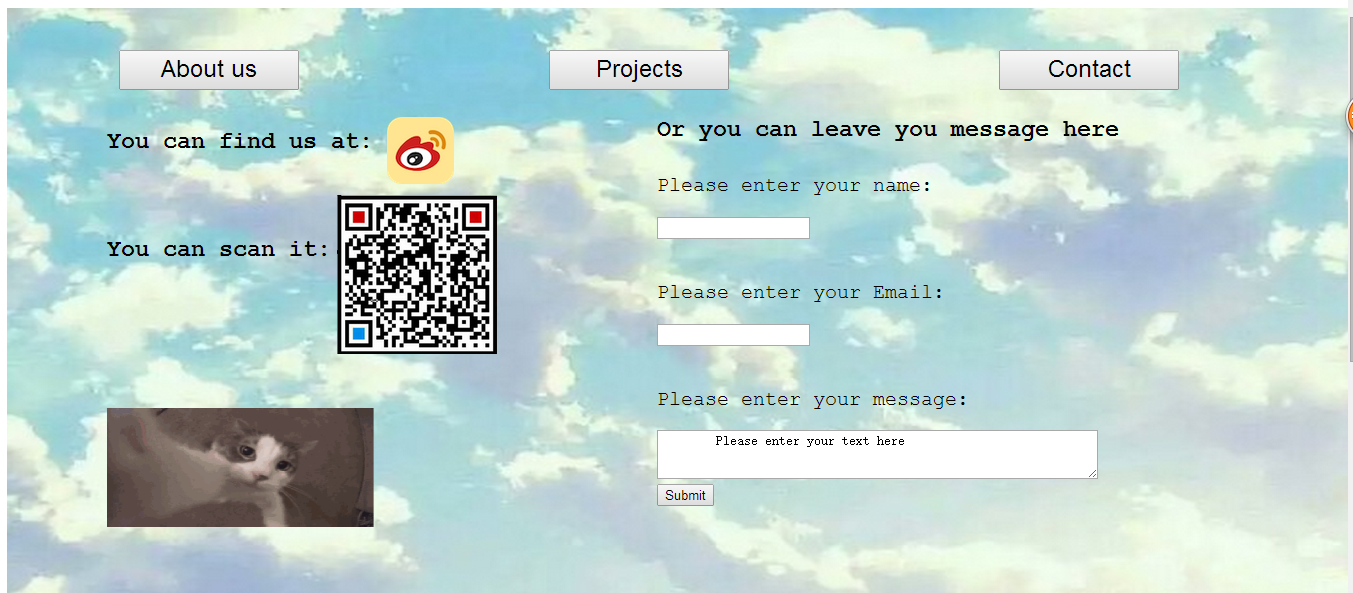 About us
Projects
Contact
You can find us at:
Or you can leave you message here
Please enter your name:
You can scan it:
Please enter your Email:
Please enter your message:
Please enter your text here
Submit